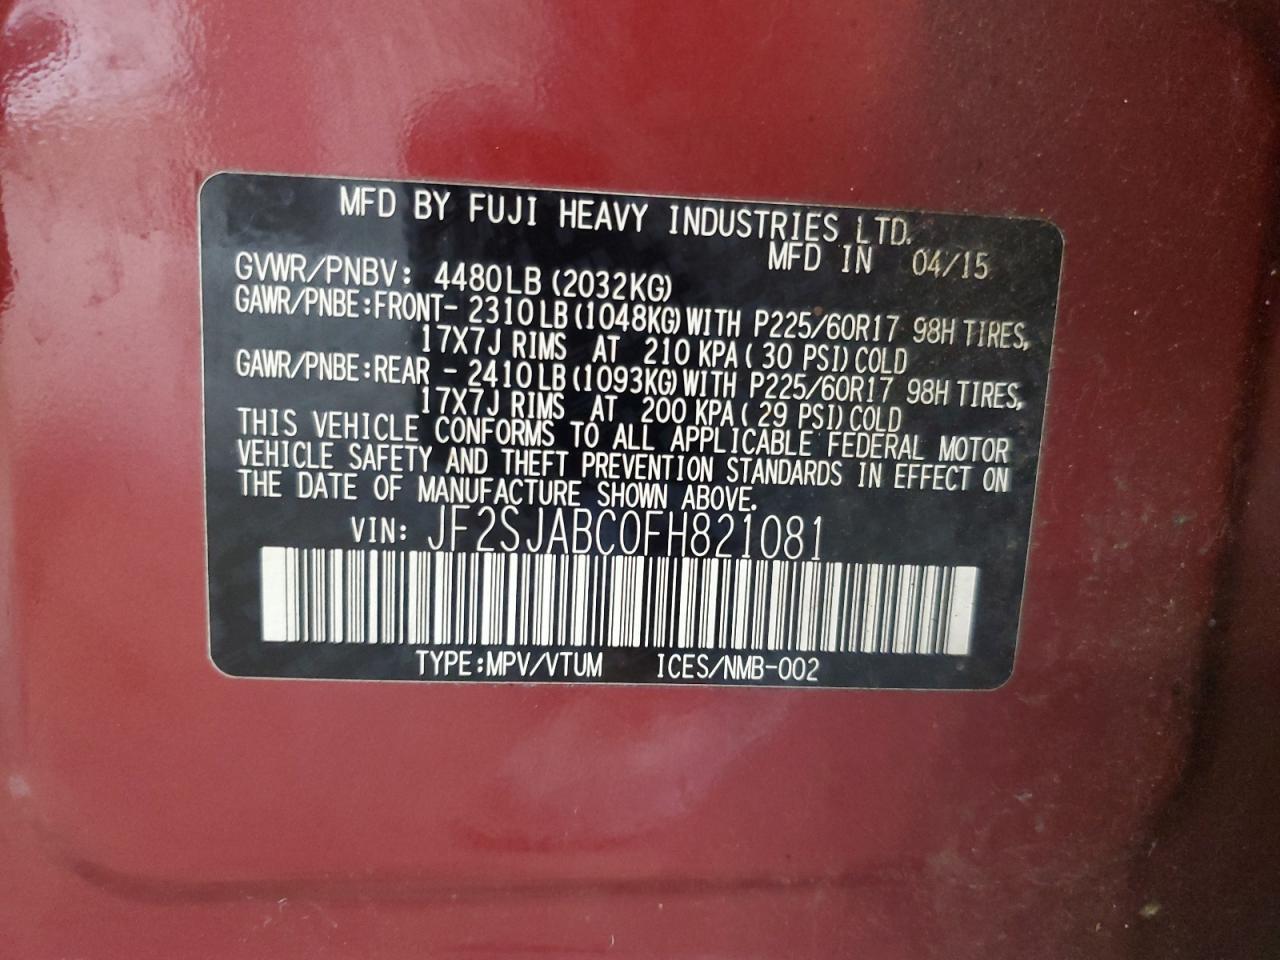 MFD BY FUJI HEAVY INDUSTRIES LTD.
MFD IN 04/15
GVWR/PNBV: 4480LB (2032KG)
GAWR/PNBE:FRONT- 2310LB(1048KG)WITH P225/60R17 98H TIRES,
17X7J RIMS AT 210 KPA(30 PSI)COLD
GAWR/PNBE:REAR - 2410LB(1093KG)WITH P225/60R17 98H TIRES,
17X7J RIMS AT 200 KPA(29 PSI)COLD
THIS VEHICLE CONFORMS TO ALL APPLICABLE FEDERAL MOTOR
VEHICLE SAFETY AND THEFT PREVENTION STANDARDS IN EFFECT ON
THE DATE OF MANUFACTURE SHOWN ABOVE.
VIN: JF2SJABC0FH821081
TYPE:MPV/VTUM ICES/NMB-002